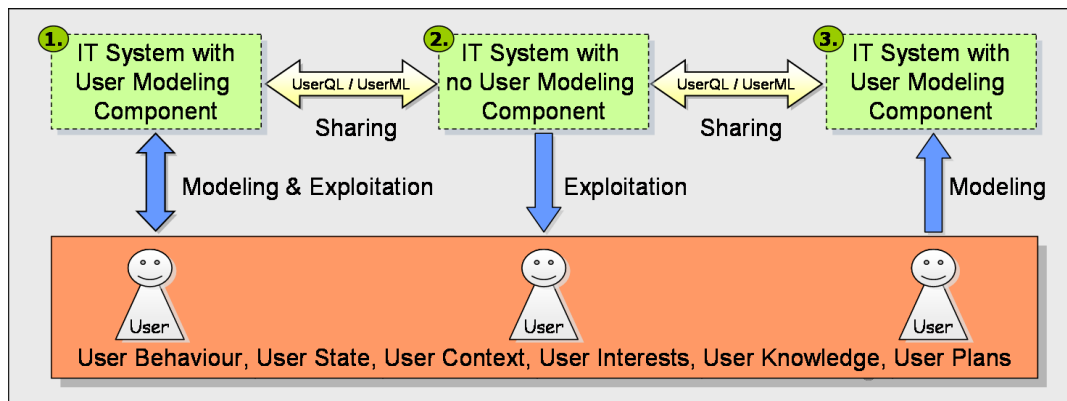 1.
IT System with
User Modeling
Component
UserQL / UserML
Sharing
2.
IT System with
no User Modeling
Component
UserQL / UserML
Sharing
3.
IT System with
User Modeling
Component
Modeling & Exploitation
Exploitation
Modeling
User
User
User
User Behaviour, User State, User Context, User Interests, User Knowledge, User Plans